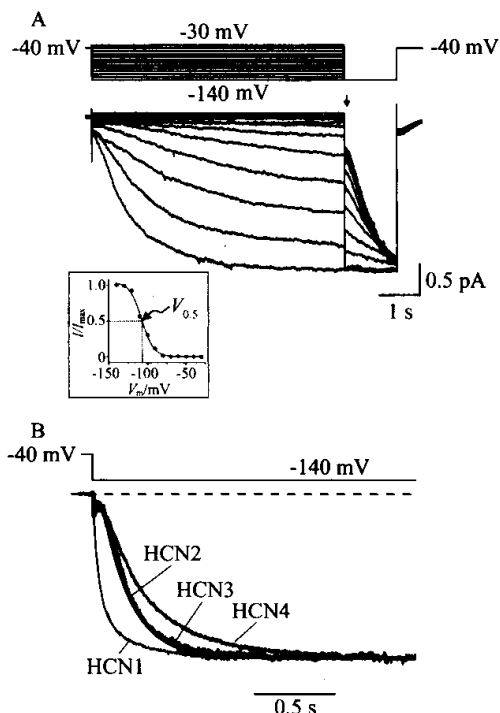 A
-30 mV
-40 mV
-40 mV
-140 mV
0.5 pA
1 s
1.0
0.5
0
I/Imax
V0.5
-150
-100
-50
Vm/mV
B
-40 mV
-140 mV
HCN2
HCN3
HCN4
HCN1
0.5 s